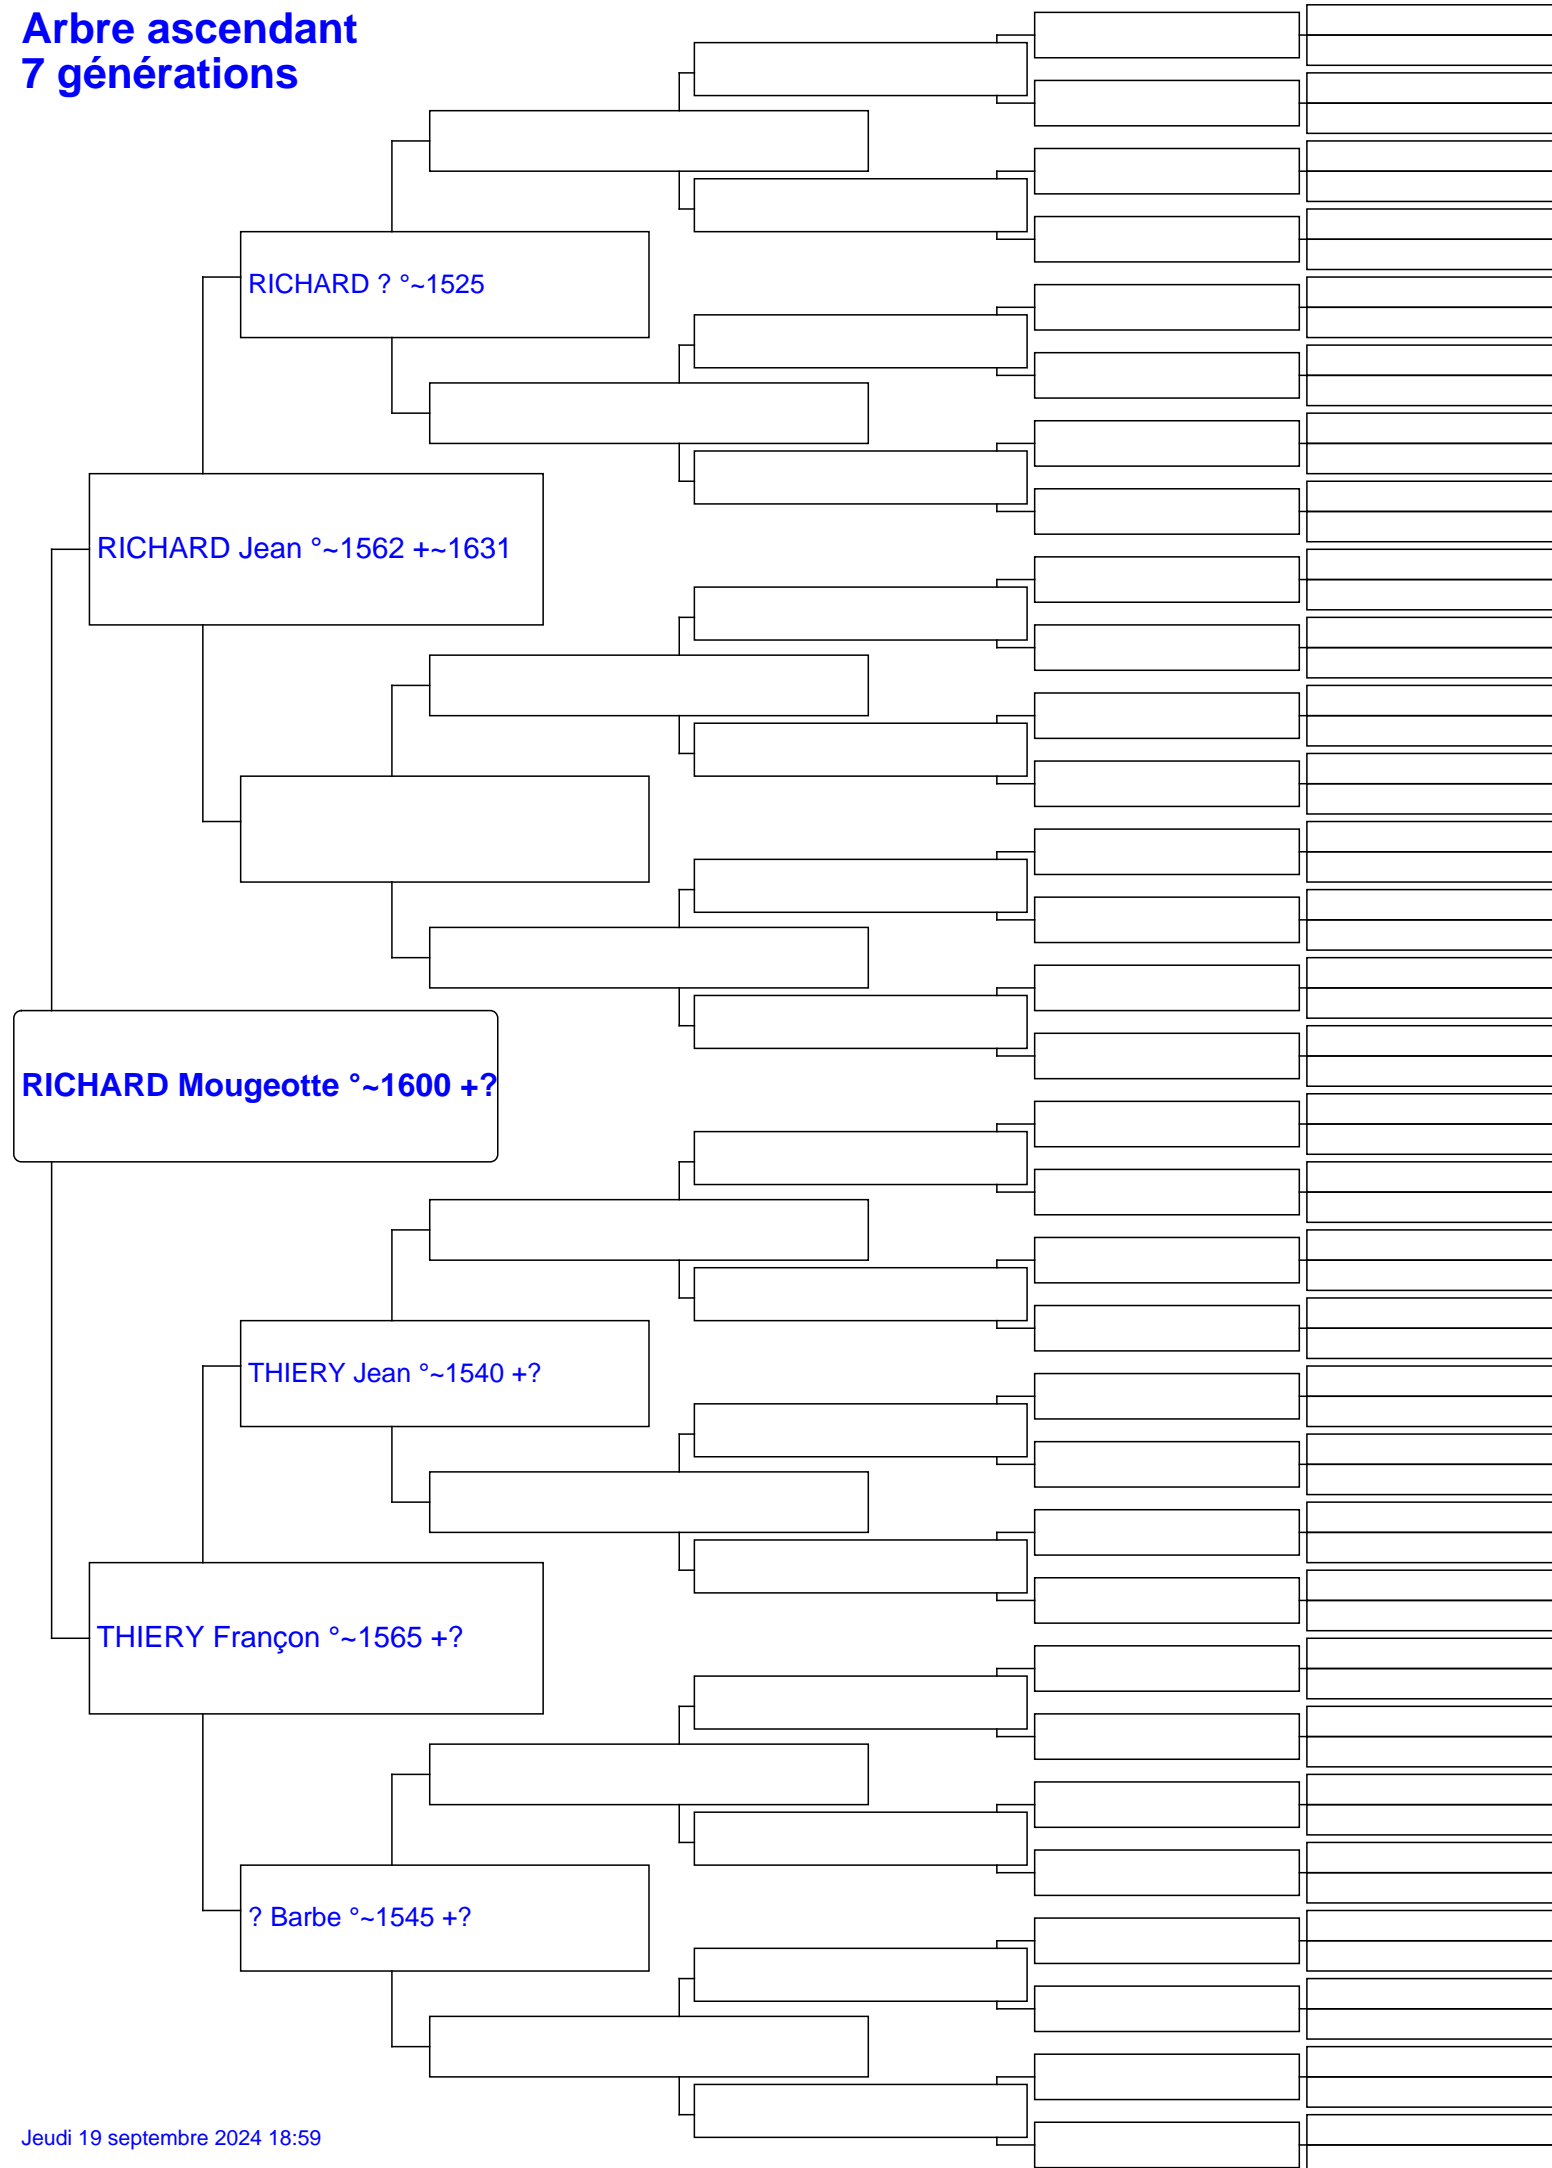 Arbre ascendant
7 générations
RICHARD ? °~1525
RICHARD Jean °~1562 +~1631
RICHARD Mougeotte °~1600 +?
THIERY Jean °~1540 +?
THIERY Françon °~1565 +?
? Barbe °~1545 +?
Jeudi 19 septembre 2024 18:59